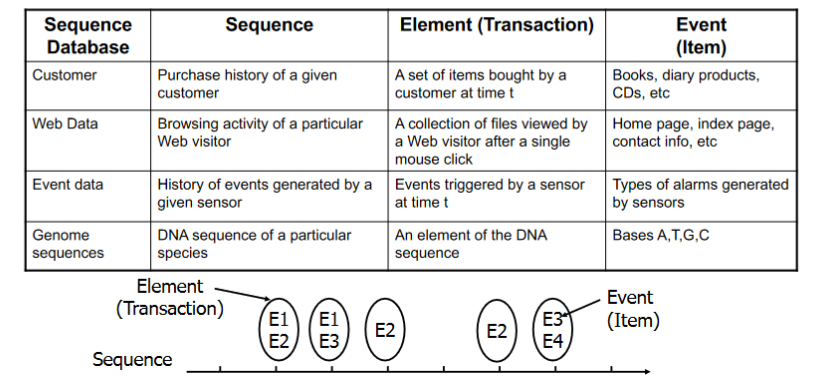 Sequence Database
Sequence
Element (Transaction)
Event (Item)
Customer
Purchase history of a given customer
A set of items bought by a customer at time t
Books, diary products, CDs, etc
Web Data
Browsing activity of a particular Web visitor
A collection of files viewed by a Web visitor after a single mouse click
Home page, index page, contact info, etc
Event data
History of events generated by a given sensor
Events triggered by a sensor at time t
Types of alarms generated by sensors
Genome sequences
DNA sequence of a particular species
An element of the DNA sequence
Bases A,T,G,C
Element
(Transaction)
E1
E2
E1
E3
E2
E2
E3
E4
Event
(Item)
Sequence